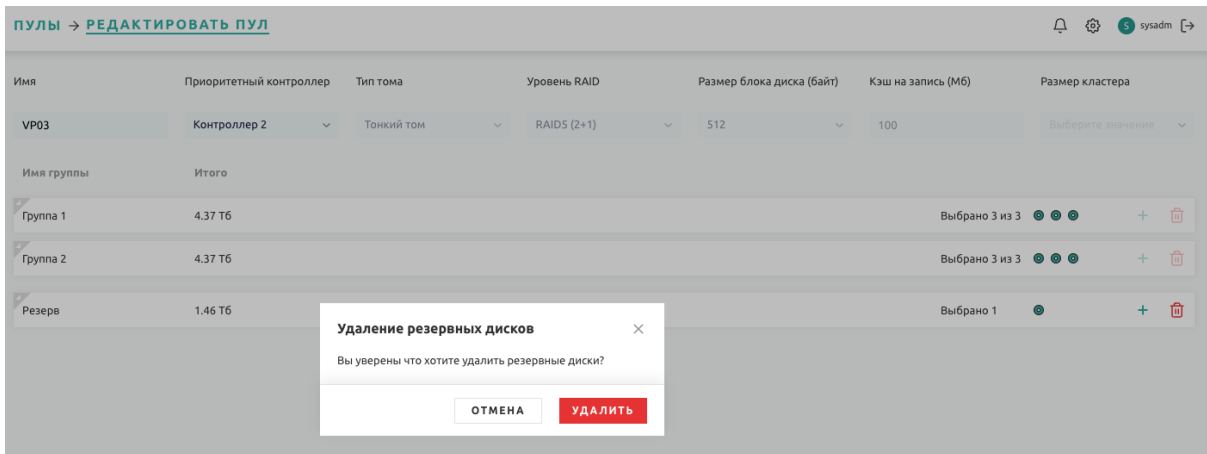 ПУЛЫ → РЕДАКТИРОВАТЬ ПУЛ
S sysadm
Имя Приоритетный контроллер Тип тома Уровень RAID Размер блока диска (байт) Кэш на запись (Мб) Размер кластера
VP03 Контроллер 2 Тонкий том RAID5 (2+1) 512 100 Выберите значение
Имя группы Итого
Группа 1 4.37 Тб Выбрано 3 из 3
Группа 2 4.37 Тб Выбрано 3 из 3
Резерв 1.46 Тб Выбрано 1
Удаление резервных дисков
Вы уверены что хотите удалить резервные диски?
ОТМЕНА УДАЛИТЬ